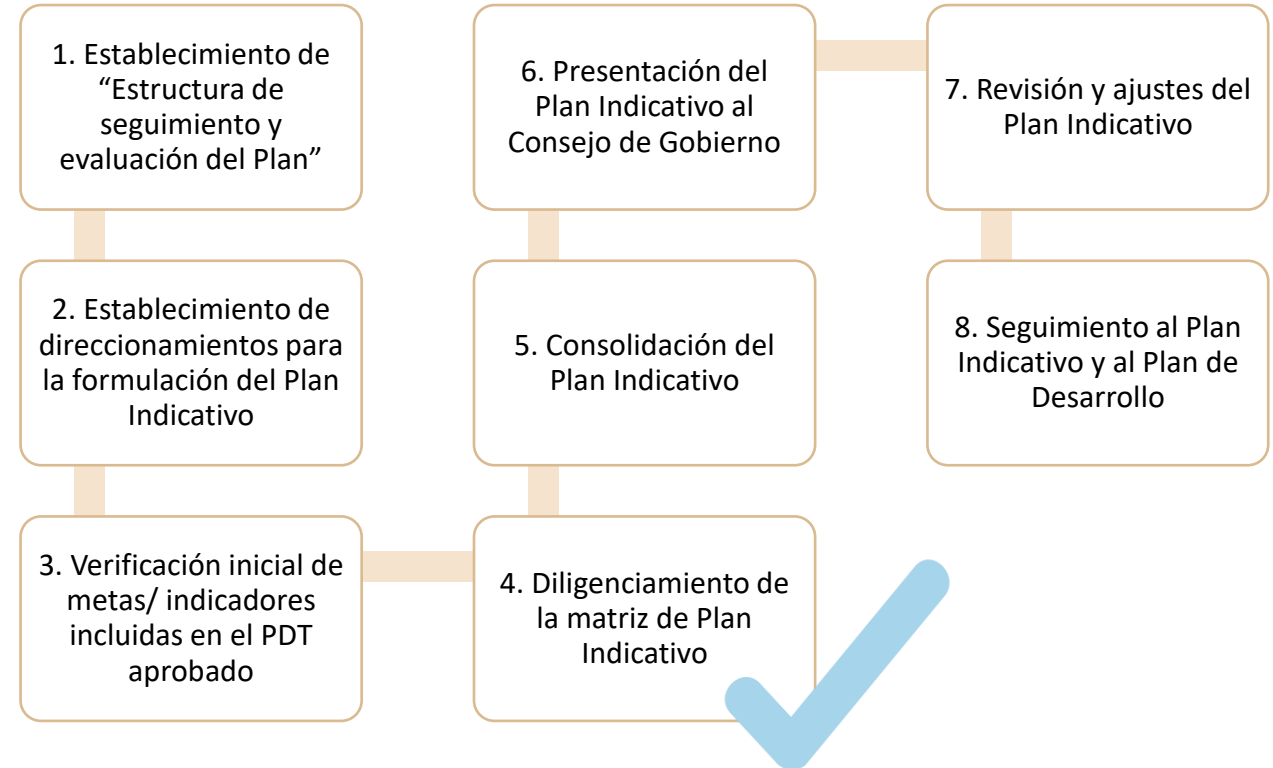 1. Establecimiento de
“Estructura de
seguimiento y
evaluación del Plan”
2. Establecimiento de
direccionamientos para
la formulación del Plan
Indicativo
3. Verificación inicial de
metas/ indicadores
incluidas en el PDT
aprobado
4. Diligenciamiento de
la matriz de Plan
Indicativo
5. Consolidación del
Plan Indicativo
6. Presentación del
Plan Indicativo al
Consejo de Gobierno
7. Revisión y ajustes del
Plan Indicativo
8. Seguimiento al Plan
Indicativo y al Plan de
Desarrollo